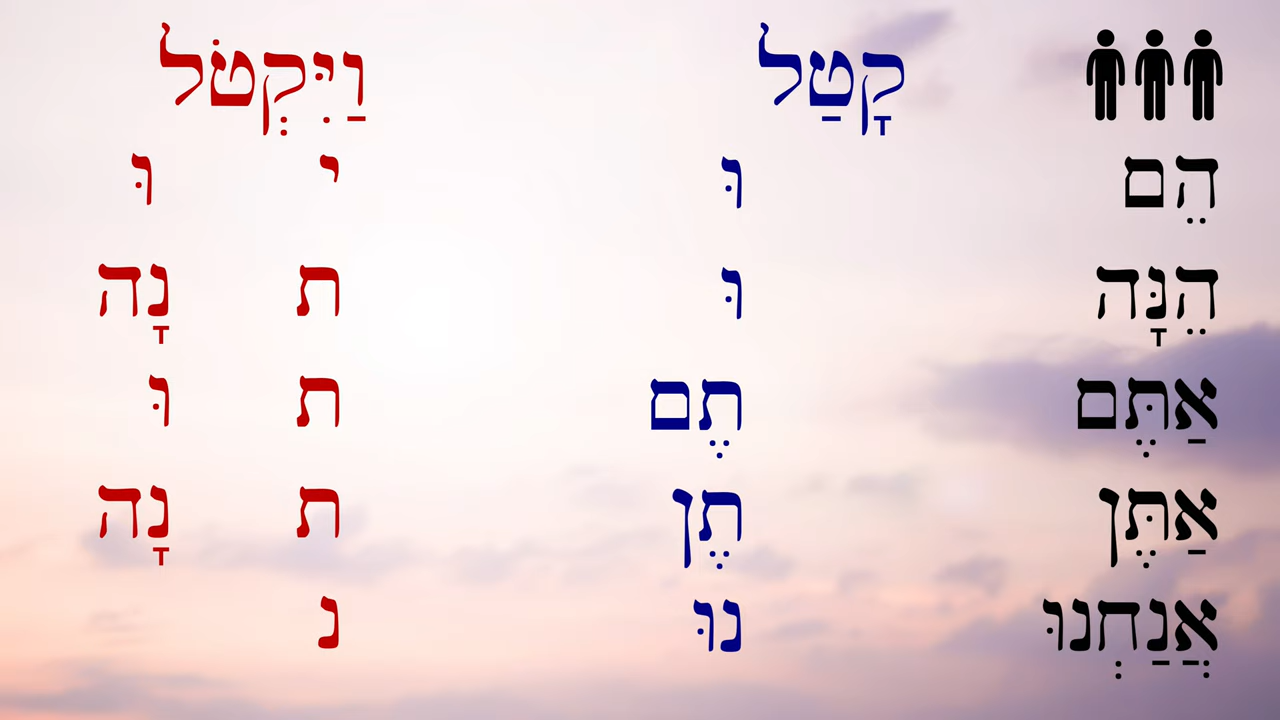 קָטַל וַיִּקְטֹל
הֵם וּ י וּ
הֵנָּה וּ ת נָה
אַתֶּם תֶם ת וּ
אַתֶּן תֶן ת נָה
אֲנַחְנוּ נוּ נ